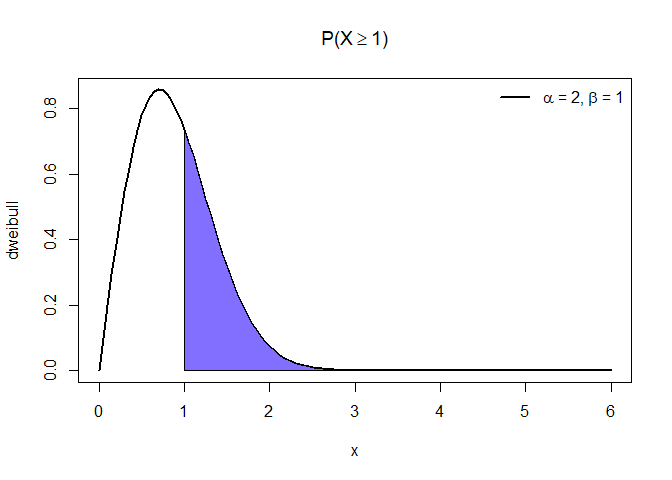 P(X ≥ 1)
α = 2, β = 1
dweibull
0.8
0.6
0.4
0.2
0.0
0 1 2 3 4 5 6
x